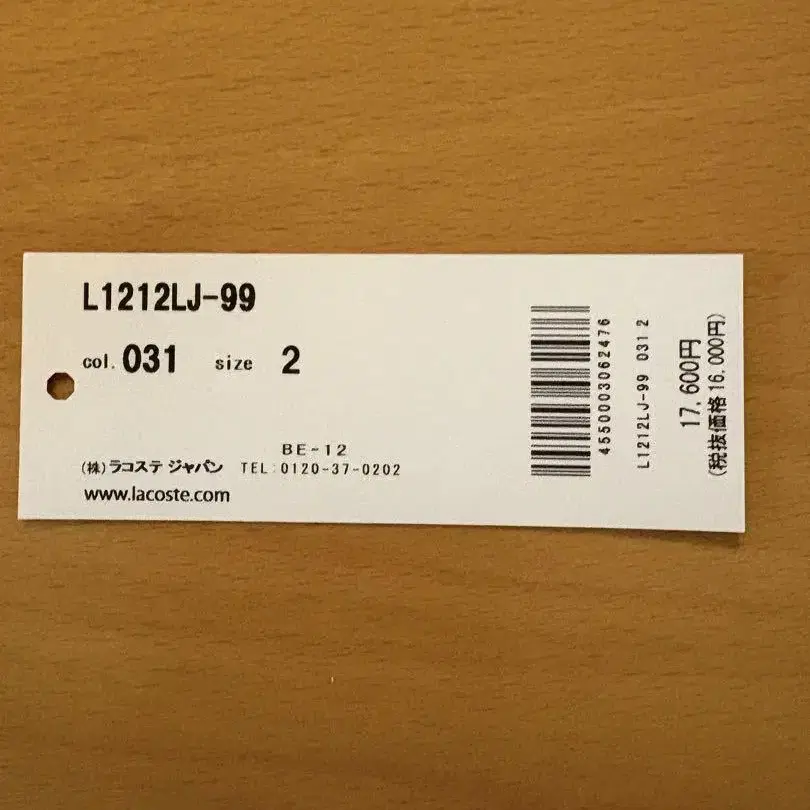 L1212LJ-99
col. 031 size 2
BE-12
(株)ラコステ ジャパン TEL:0120-37-0202
www.lacoste.com
4550003062476
L1212LJ-99 031 2
17,600円
(税抜価格 16,000円)